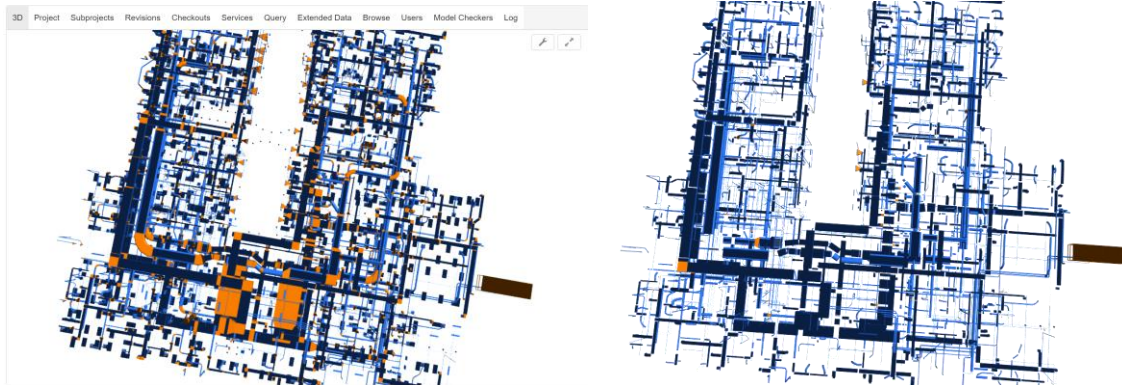 3D Project Subprojects Revisions Checkouts Services Query Extended Data Browse Users Model Checkers Log